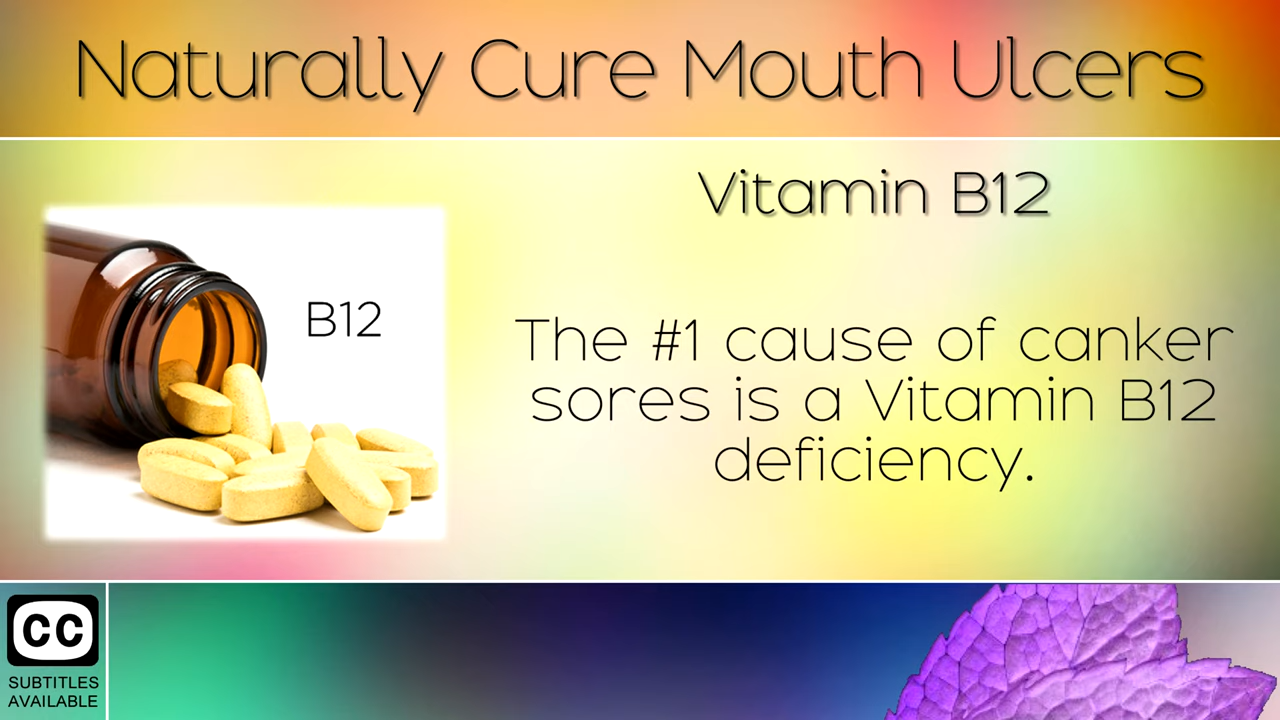 Naturally Cure Mouth Ulcers
Vitamin B12
B12
The #1 cause of canker
sores is a Vitamin B12
deficiency.
CC
SUBTITLES
AVAILABLE